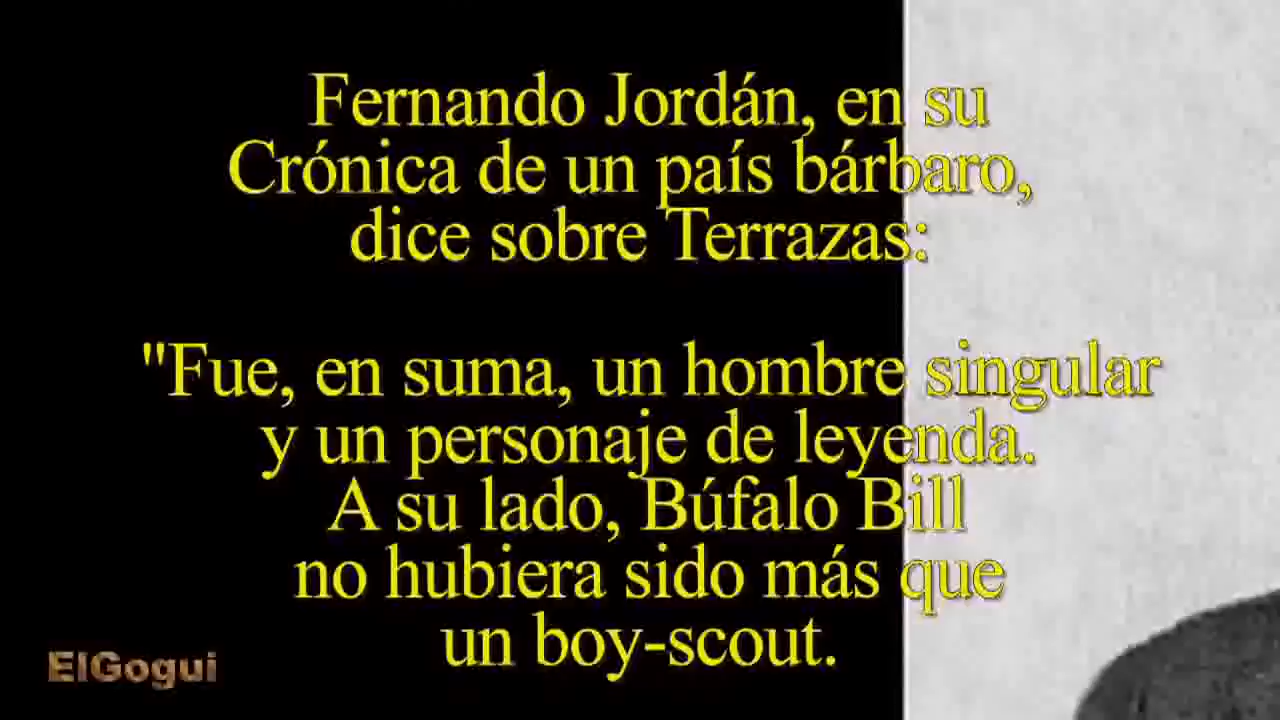 Fernando Jordán, en su
Crónica de un país bárbaro,
dice sobre Terrazas:
"Fue, en suma, un hombre singular
y un personaje de leyenda.
A su lado, Búfalo Bill
no hubiera sido más que
un boy-scout.
ElGogui